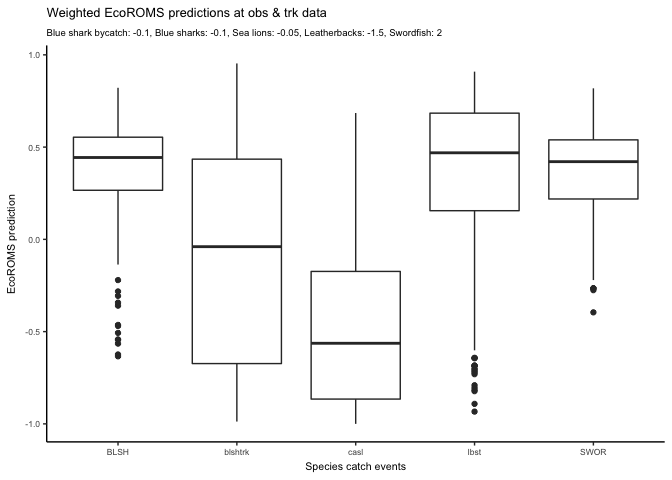 Weighted EcoROMS predictions at obs & trk data
Blue shark bycatch: -0.1, Blue sharks: -0.1, Sea lions: -0.05, Leatherbacks: -1.5, Swordfish: 2
1.0
0.5
0.0
-0.5
-1.0
EcoROMS prediction
BLSH blshtrk casl lbst SWOR
Species catch events